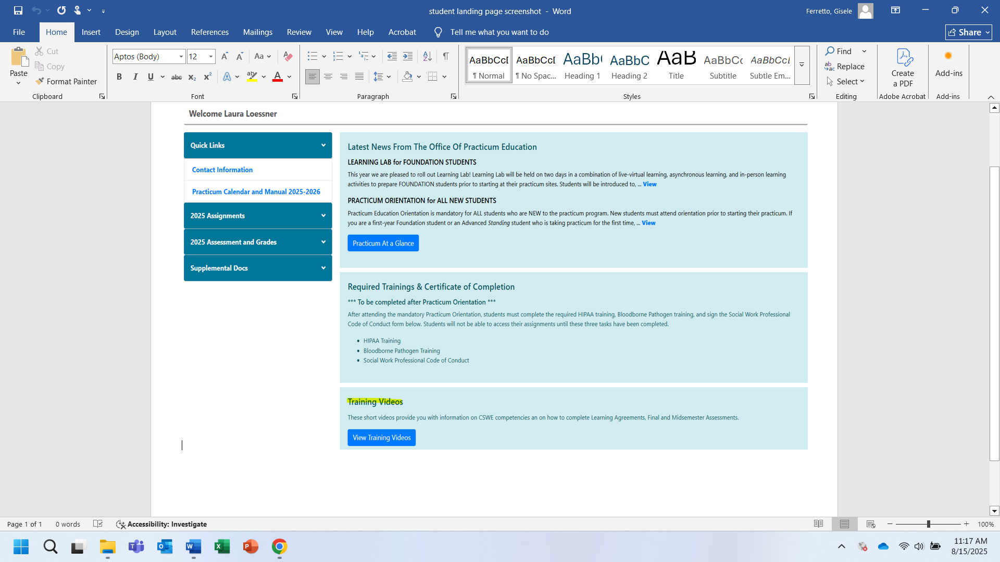 student landing page screenshot - Word
Ferretto, Gisele
File Home Insert Design Layout References Mailings Review View Help Acrobat Tell me what you want to do
Share
Paste
Cut
Copy
Format Painter
Clipboard
Aptos (Body) 12
Font
Paragraph
AaBbCcI AaBbCcI AaBb( AaBbC AaB AaBbCc AaBbCcI
¶ Normal ¶ No Spac... Heading 1 Heading 2 Title Subtitle Subtle Em...
Styles
Find
Replace
Select
Editing
Create
a PDF
Adobe Acrobat
Add-ins
Add-ins
Welcome Laura Loessner
Quick Links
Contact Information
Practicum Calendar and Manual 2025-2026
2025 Assignments
2025 Assessment and Grades
Supplemental Docs
Latest News From The Office Of Practicum Education
LEARNING LAB for FOUNDATION STUDENTS
This year we are pleased to roll out Learning Lab! Learning Lab will be held on two days in a combination of live-virtual learning, asynchronous learning, and in-person learning
activities to prepare FOUNDATION students prior to starting at their practicum sites. Students will be introduced to, ... View
PRACTICUM ORIENTATION for ALL NEW STUDENTS
Practicum Education Orientation is mandatory for ALL students who are NEW to the practicum program. New students must attend orientation prior to starting their practicum. If
you are a first-year Foundation student or an Advanced Standing student who is taking practicum for the first time, ... View
Practicum At a Glance
Required Trainings & Certificate of Completion
*** To be completed after Practicum Orientation ***
After attending the mandatory Practicum Orientation, students must complete the required HIPAA training, Bloodborne Pathogen training, and sign the Social Work Professional
Code of Conduct form below. Students will not be able to access their assignments until these three tasks have been completed.
• HIPAA Training
• Bloodborne Pathogen Training
• Social Work Professional Code of Conduct
Training Videos
These short videos provide you with information on CSWE competencies an on how to complete Learning Agreements, Final and Midsemester Assessments.
View Training Videos
Page 1 of 1 0 words Accessibility: Investigate
100%
11:17 AM
8/15/2025